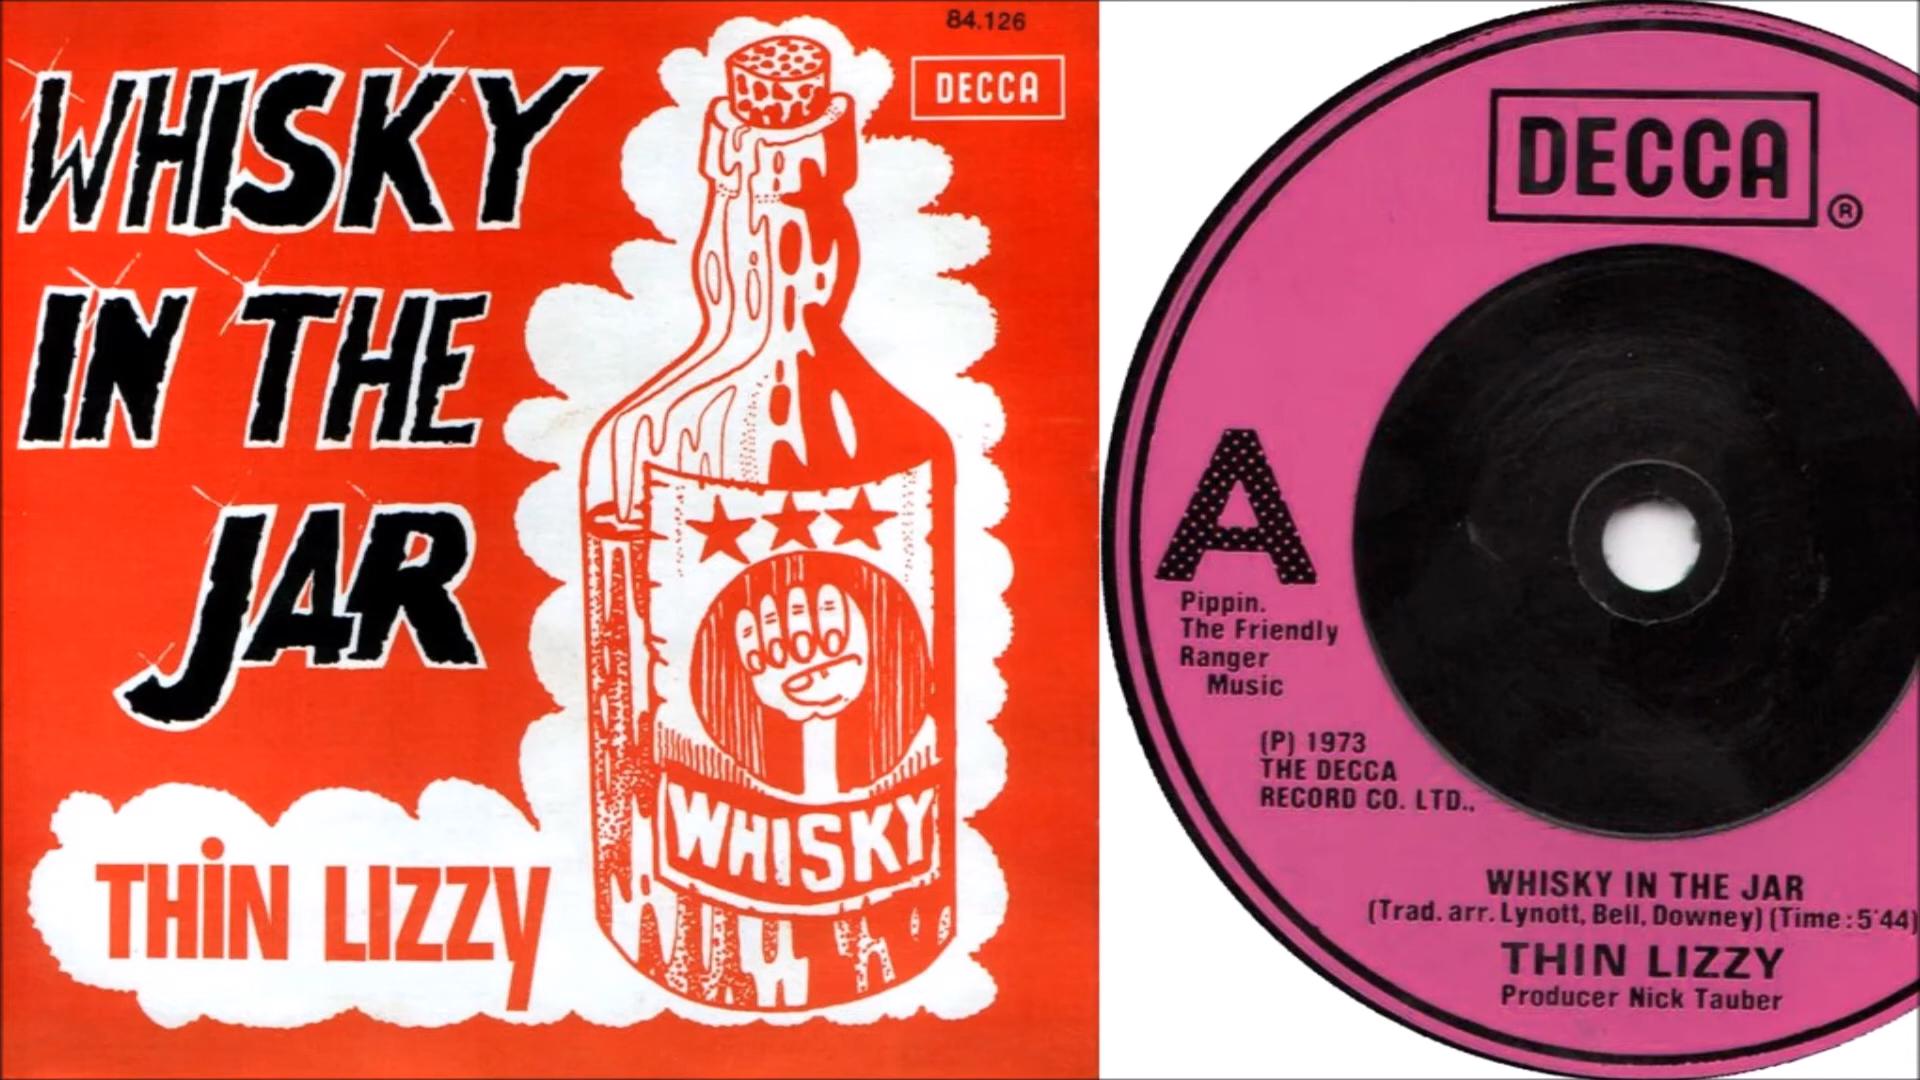 84.126
DECCA
WHISKY
IN THE
JAR
THIN LIZZY
WHISKY
DECCA
®
A
Pippin.
The Friendly
Ranger
Music
(P) 1973
THE DECCA
RECORD CO. LTD.,
WHISKY IN THE JAR
(Trad. arr. Lynott, Bell, Downey) (Time: 5'44)
THIN LIZZY
Producer Nick Tauber